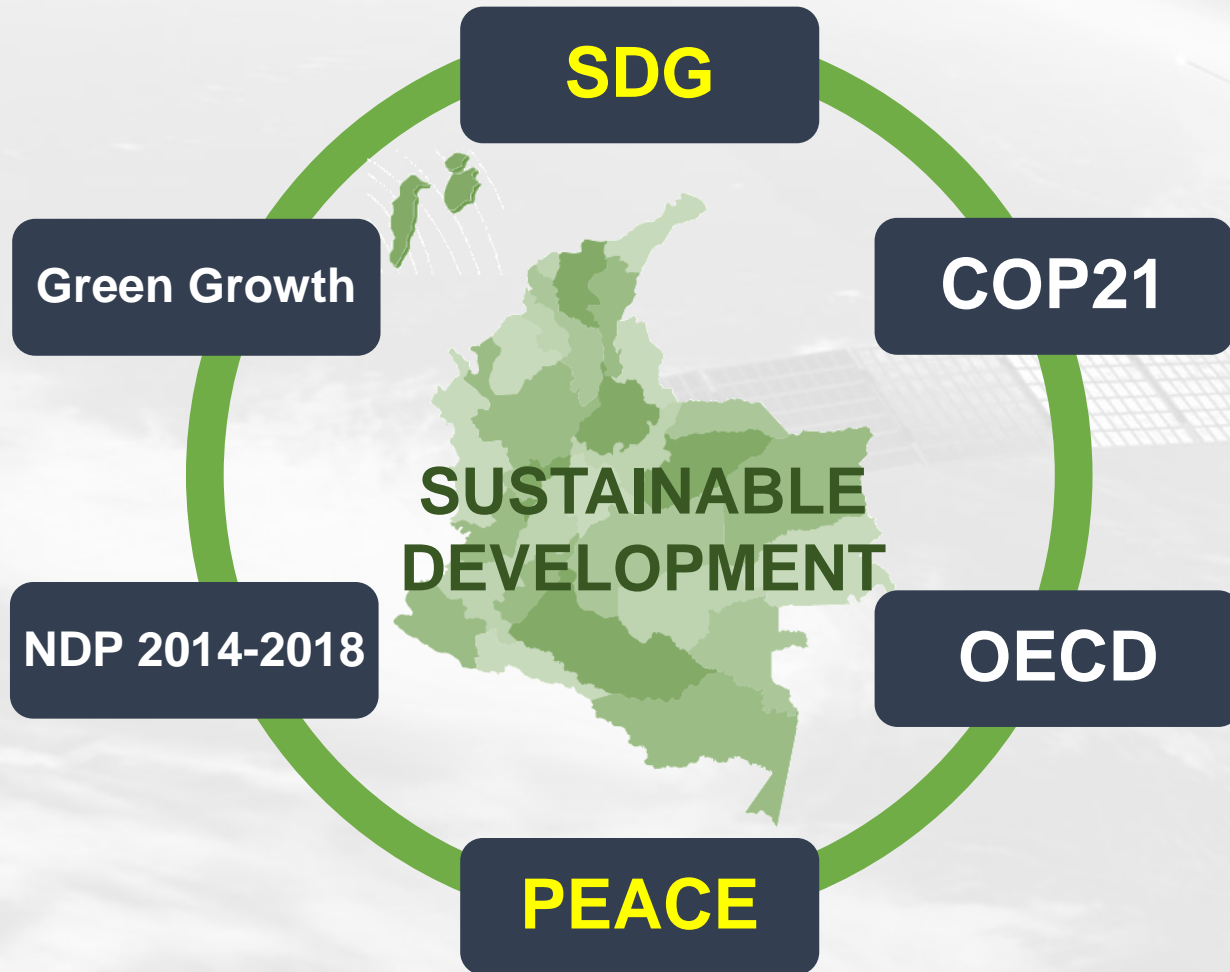 SDG
Green Growth
COP21
SUSTAINABLE
DEVELOPMENT
NDP 2014-2018
OECD
PEACE